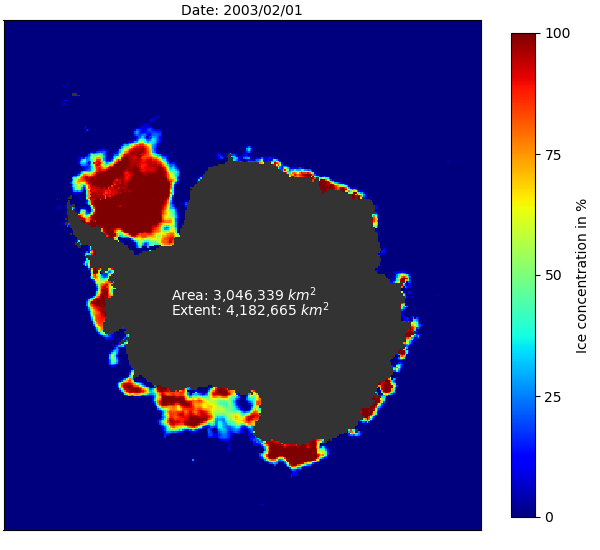 Date: 2003/02/01
Area: 3,046,339 km²
Extent: 4,182,665 km²
100
75
50
25
0
Ice concentration in %